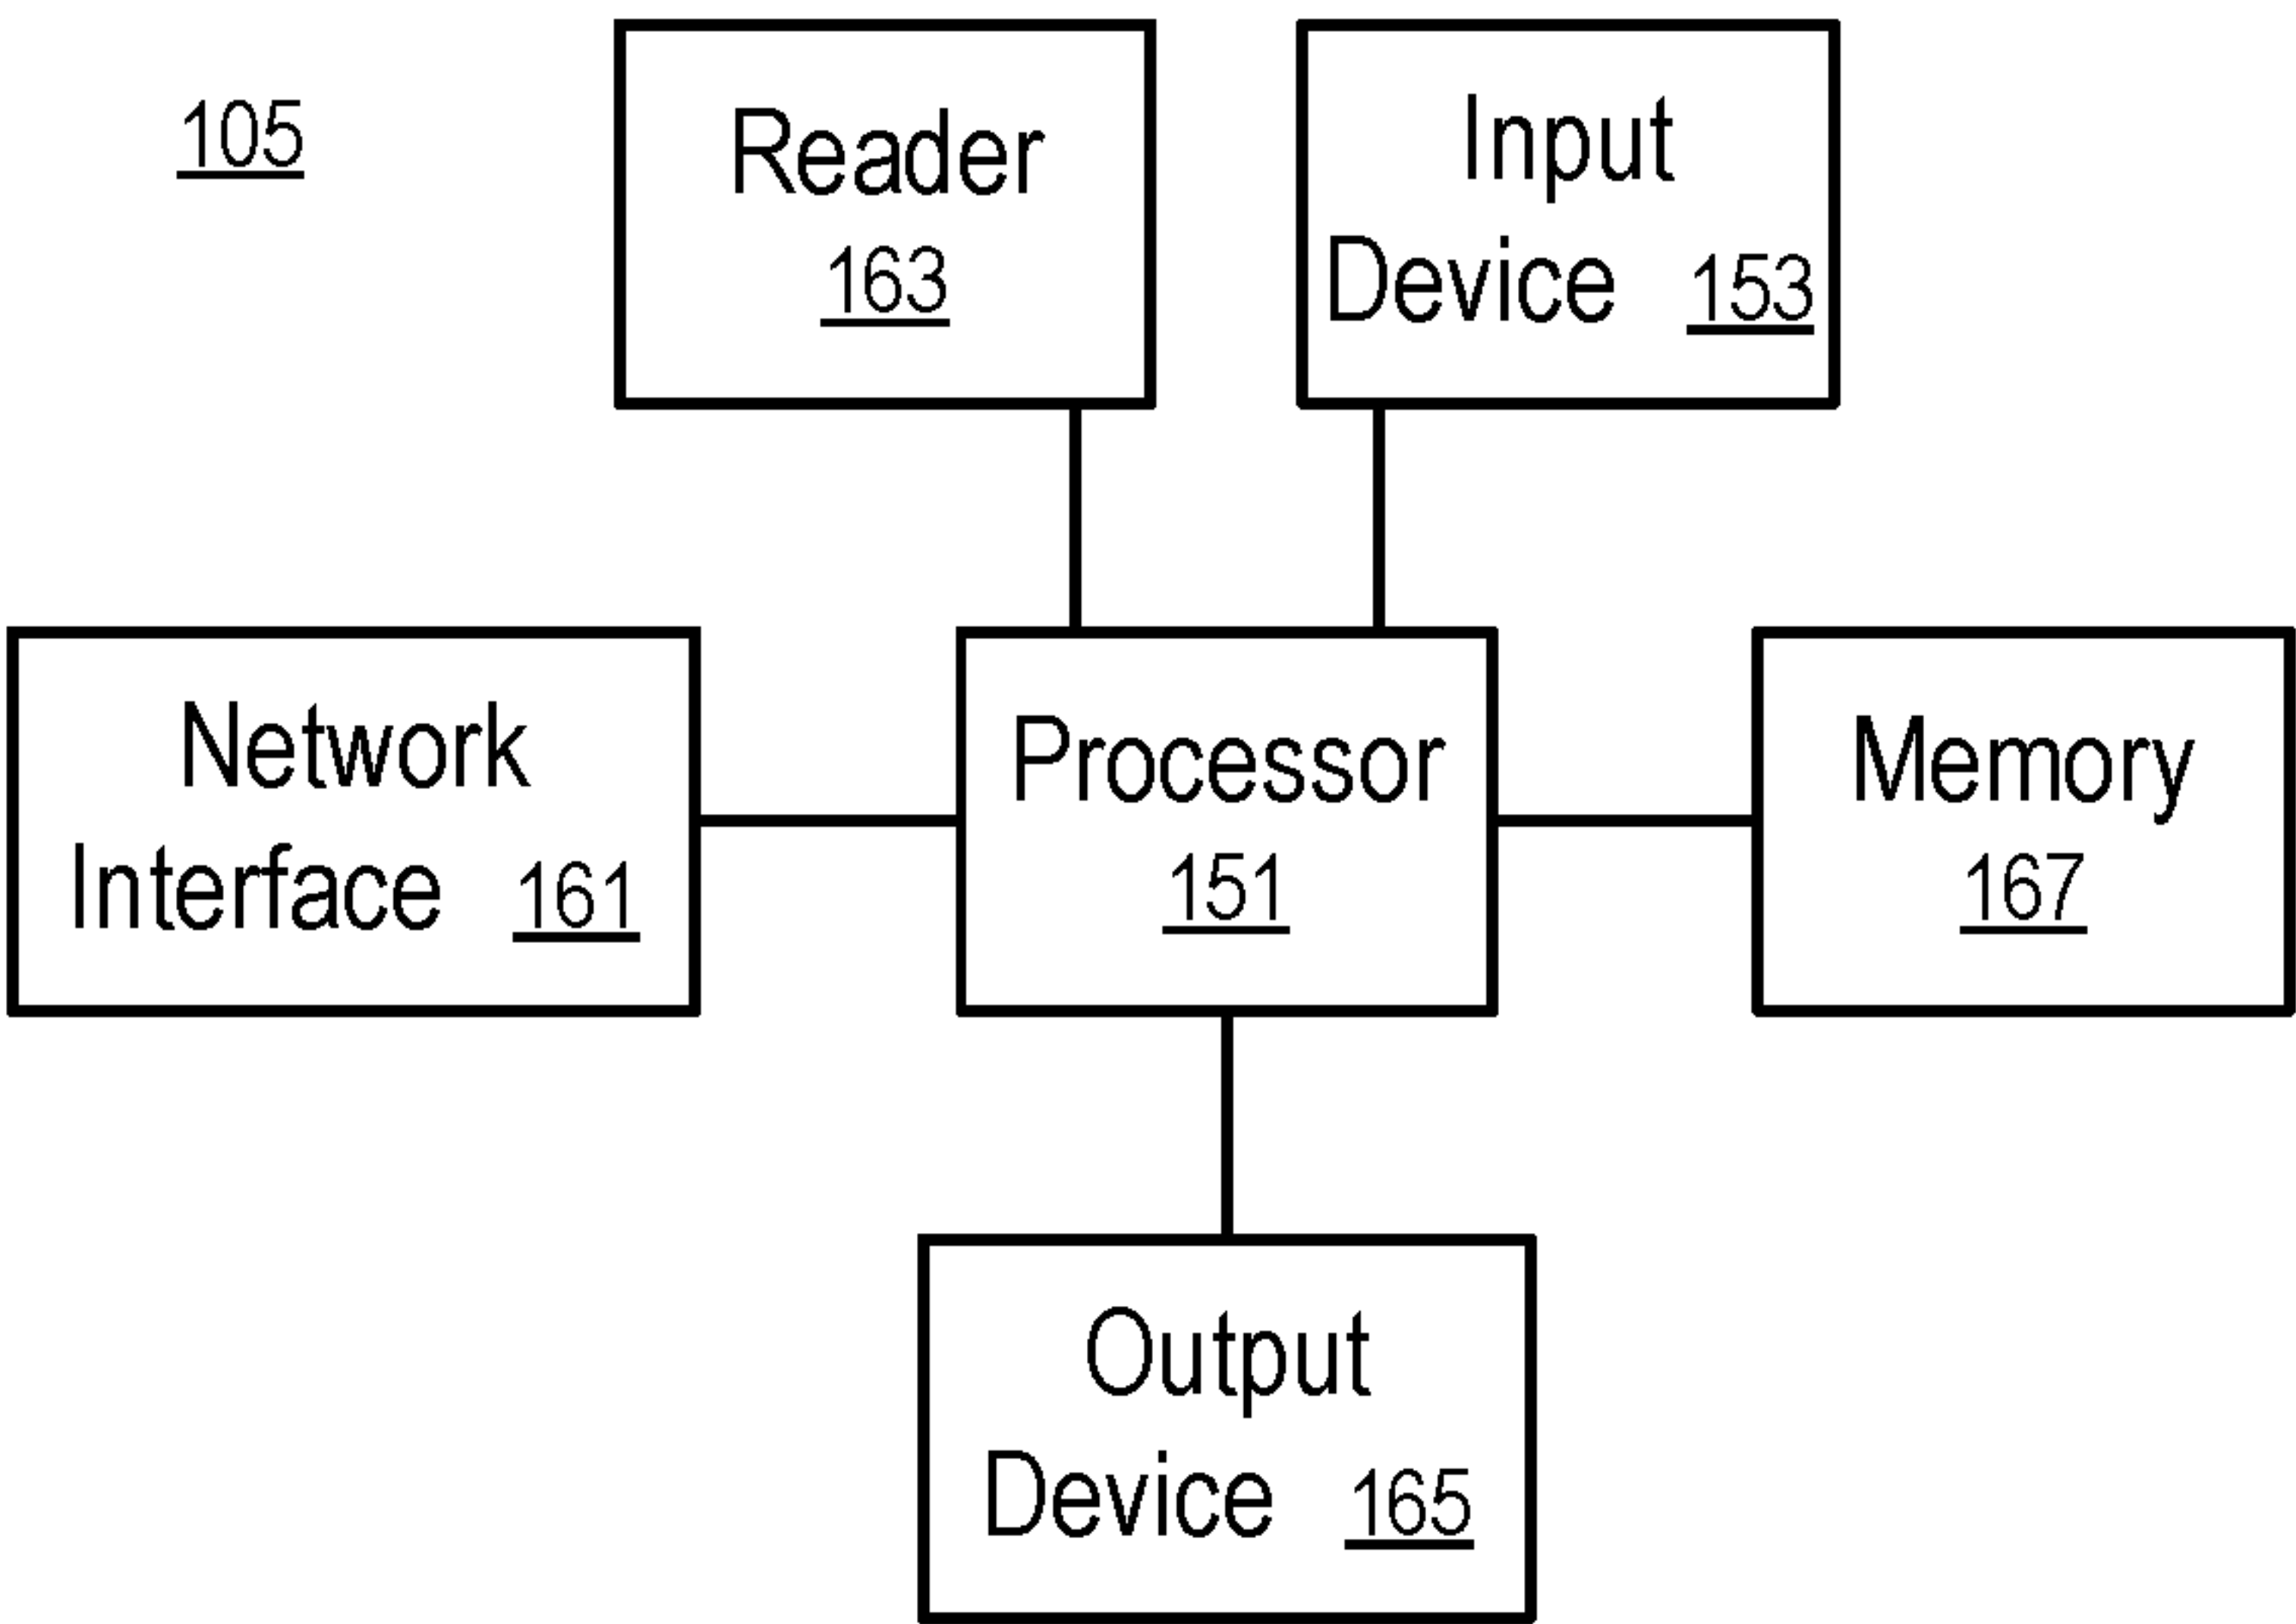 105
Reader
163
Input
Device 153
Network
Interface 161
Processor
151
Memory
167
Output
Device 165